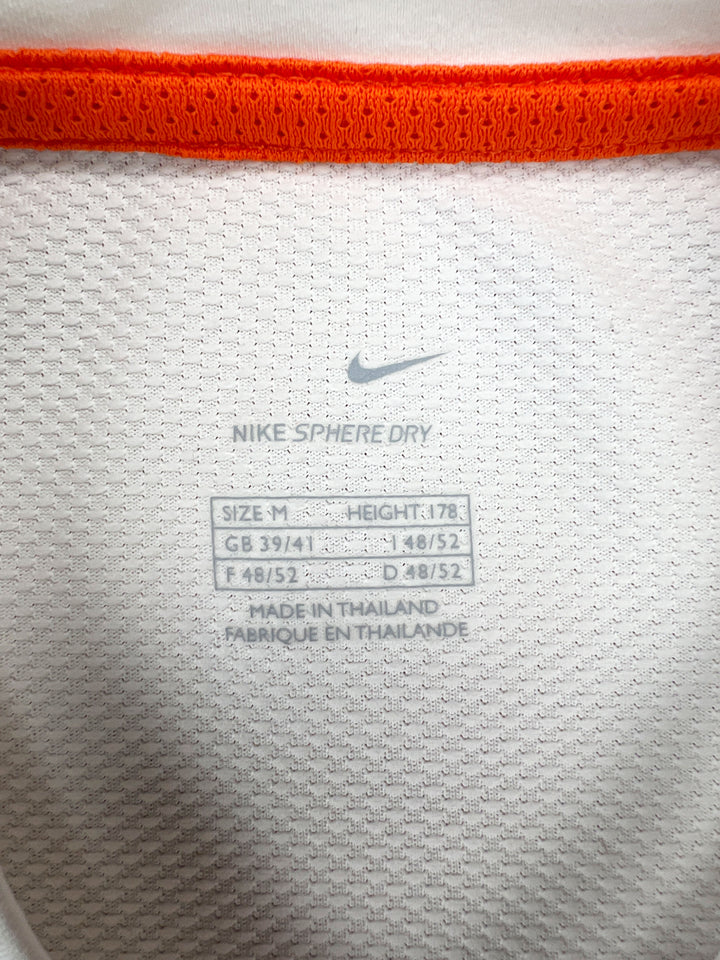 NIKE SPHERE DRY
SIZE M HEIGHT 178
GB 39/41 I 48/52
F 48/52 D 48/52
MADE IN THAILAND
FABRIQUE EN THAILANDE